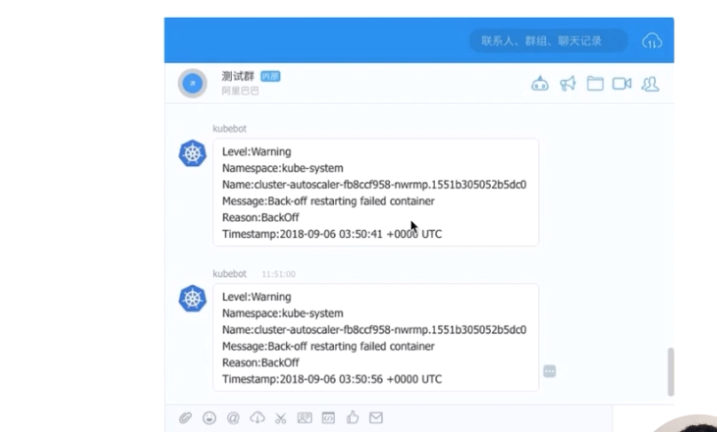 联系人、群组、聊天记录
测试群 内部
阿里巴巴
kubebot
Level:Warning
Namespace:kube-system
Name:cluster-autoscaler-fb8ccf958-nwrmp.1551b305052b5dc0
Message:Back-off restarting failed container
Reason:BackOff
Timestamp:2018-09-06 03:50:41 +0000 UTC
kubebot 11:51:00
Level:Warning
Namespace:kube-system
Name:cluster-autoscaler-fb8ccf958-nwrmp.1551b305052b5dc0
Message:Back-off restarting failed container
Reason:BackOff
Timestamp:2018-09-06 03:50:56 +0000 UTC